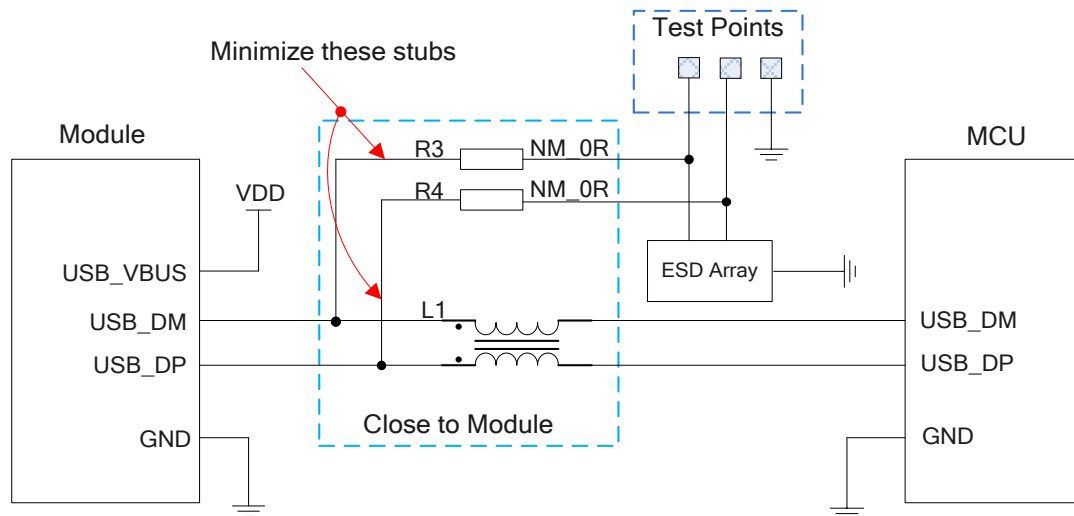 Test Points
Minimize these stubs
Module
MCU
R3
NM_0R
R4
NM_0R
VDD
ESD Array
USB_VBUS
USB_DM
L1
USB_DM
USB_DP
USB_DP
Close to Module
GND
GND